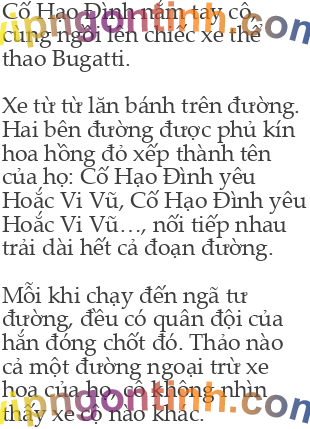 Cố Hạo Đình nắm tay cô
cùng ngồi lên chiếc xe thể
thao Bugatti.
Xe từ từ lăn bánh trên đường.
Hai bên đường được phủ kín
hoa hồng đỏ xếp thành tên
của họ: Cố Hạo Đình yêu
Hoắc Vi Vũ, Cố Hạo Đình yêu
Hoắc Vi Vũ…, nối tiếp nhau
trải dài hết cả đoạn đường.
Mỗi khi chạy đến ngã tư
đường, đều có quân đội của
hắn đóng chốt đó. Thảo nào
cả một đường ngoại trừ xe
hoa của họ, cô không nhìn
thấy xe cộ nào khác.
vipngontinh.com
vipngontinh.com